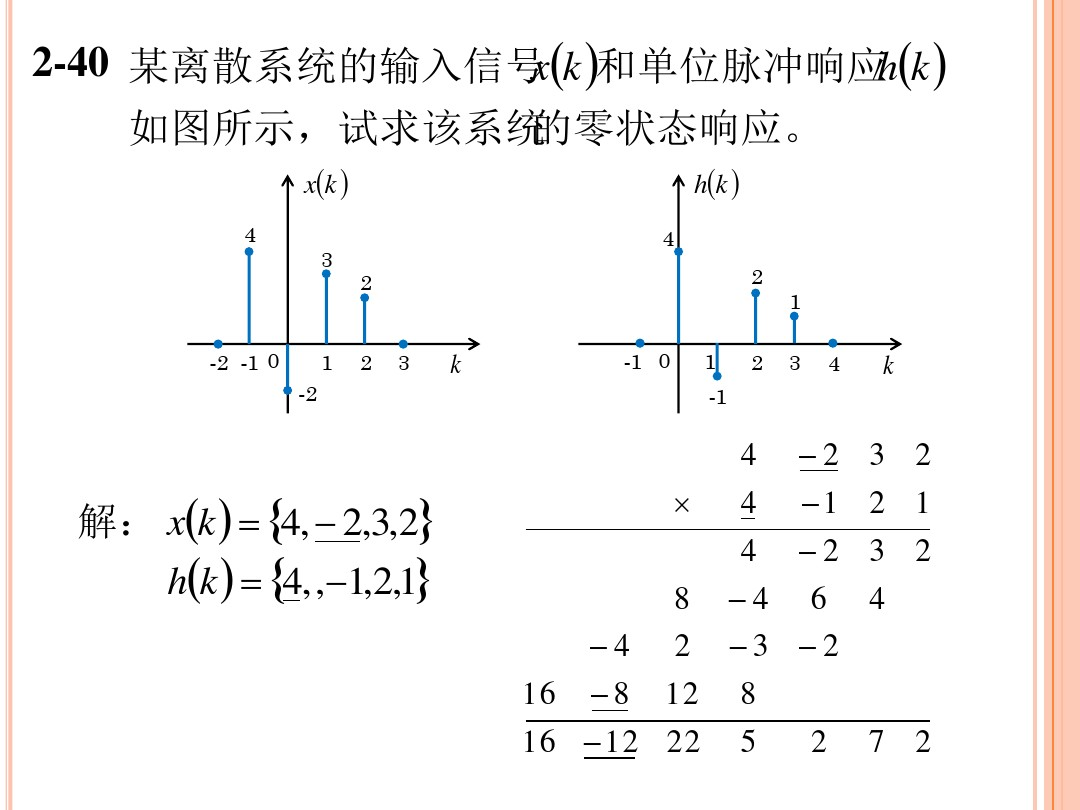 2-40 某离散系统的输入信号x(k)和单位脉冲响应h(k)
如图所示，试求该系统的零状态响应。
x(k)
4
3
2
-2 -1 0 1 2 3 k
-2
h(k)
4
2
1
-1 0 1 2 3 4 k
-1
解： x(k)={4,−2,3,2}
h(k)={4,,−1,2,1}
4 −2 3 2
× 4 −1 2 1
4 −2 3 2
8 −4 6 4
−4 2 −3 −2
16 −8 12 8
16 −12 22 5 2 7 2